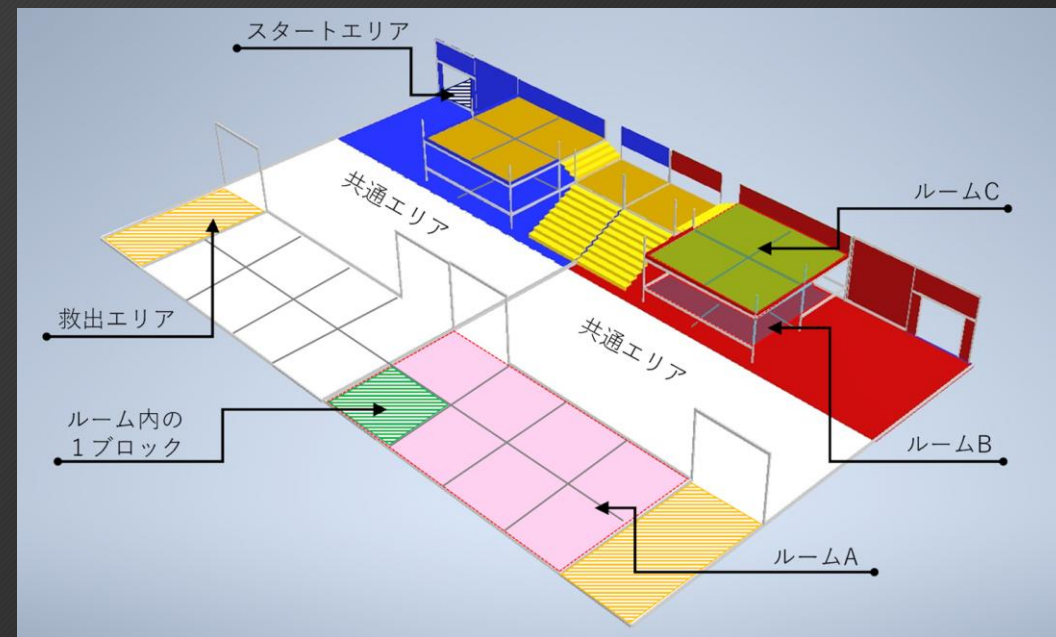 スタートエリア
ルームC
共通エリア
救出エリア
共通エリア
ルーム内の
１ブロック
ルームB
ルームA